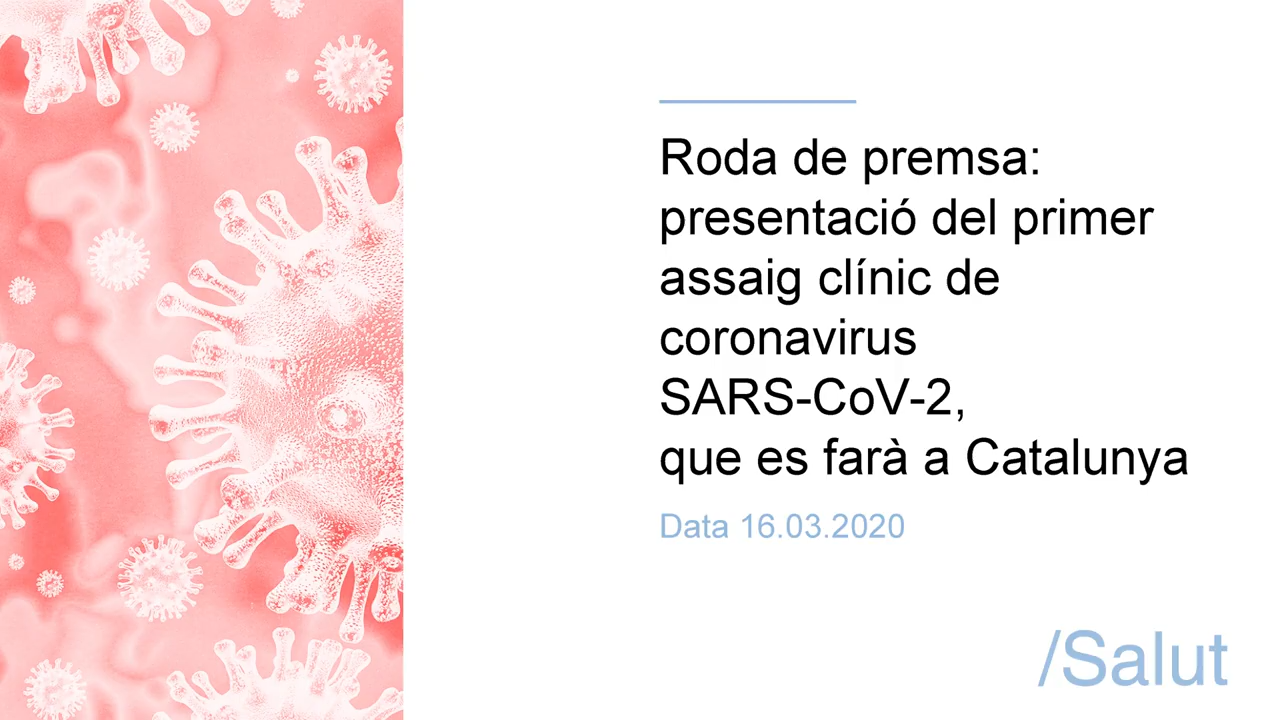 Roda de premsa:
presentació del primer
assaig clínic de
coronavirus
SARS-CoV-2,
que es farà a Catalunya
Data 16.03.2020
/Salut